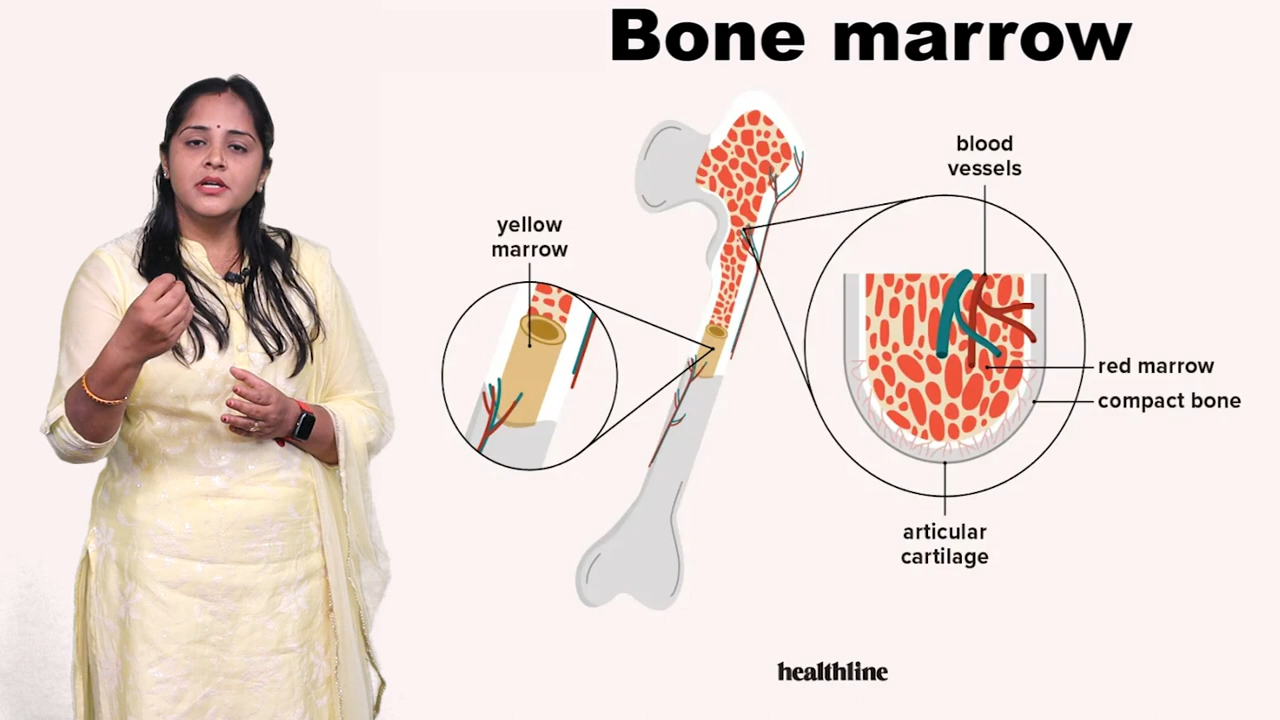 Bone marrow
blood
vessels
yellow
marrow
red marrow
compact bone
articular
cartilage
healthline